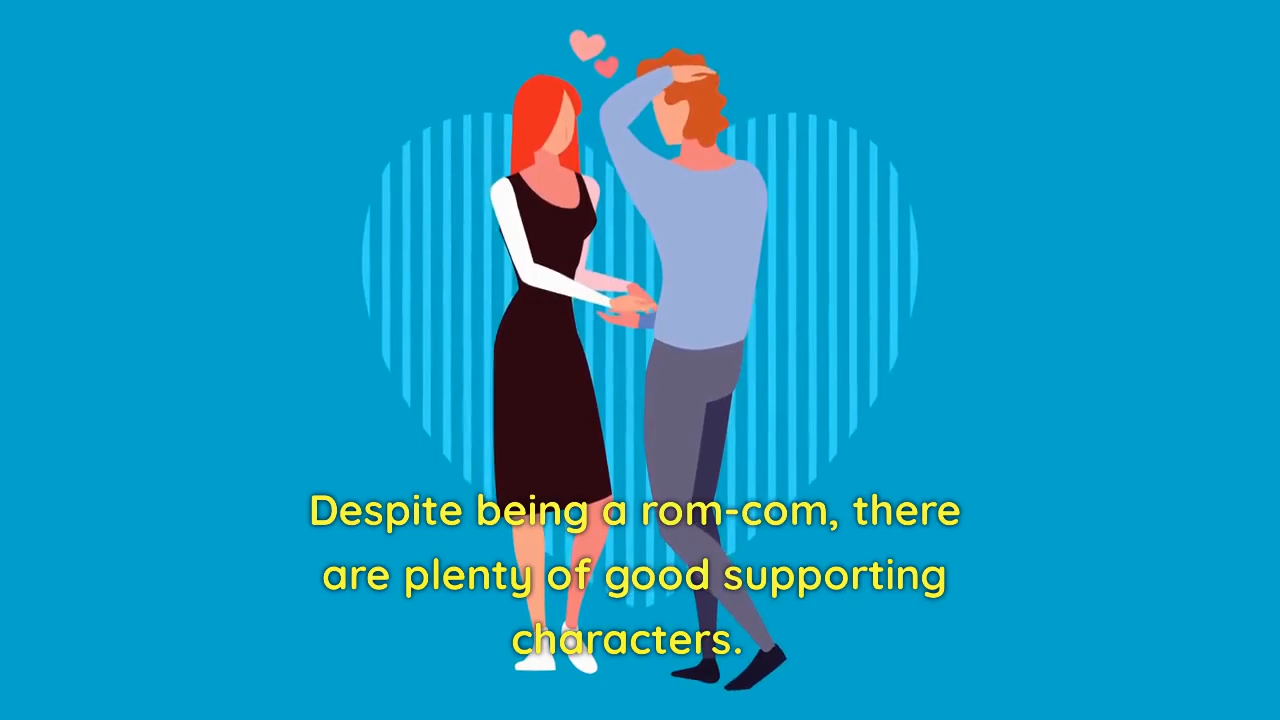 Despite being a rom-com, there
are plenty of good supporting
characters.